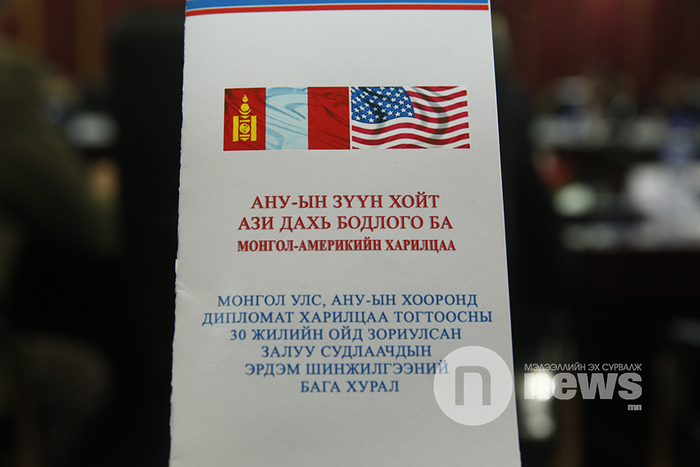 АНУ-ЫН ЗҮҮН ХОЙТ
АЗИ ДАХЬ БОДЛОГО БА
МОНГОЛ-АМЕРИКИЙН ХАРИЛЦАА
МОНГОЛ УЛС, АНУ-ЫН ХООРОНД
ДИПЛОМАТ ХАРИЛЦАА ТОГТООСНЫ
30 ЖИЛИЙН ОЙД ЗОРИУЛСАН
ЗАЛУУ СУДЛААЧДЫН
ЭРДЭМ ШИНЖИЛГЭЭНИЙ
БАГА ХУРАЛ
МЭДЭЭЛЛИЙН ЭХ СУРВАЛЖ
n news
mn